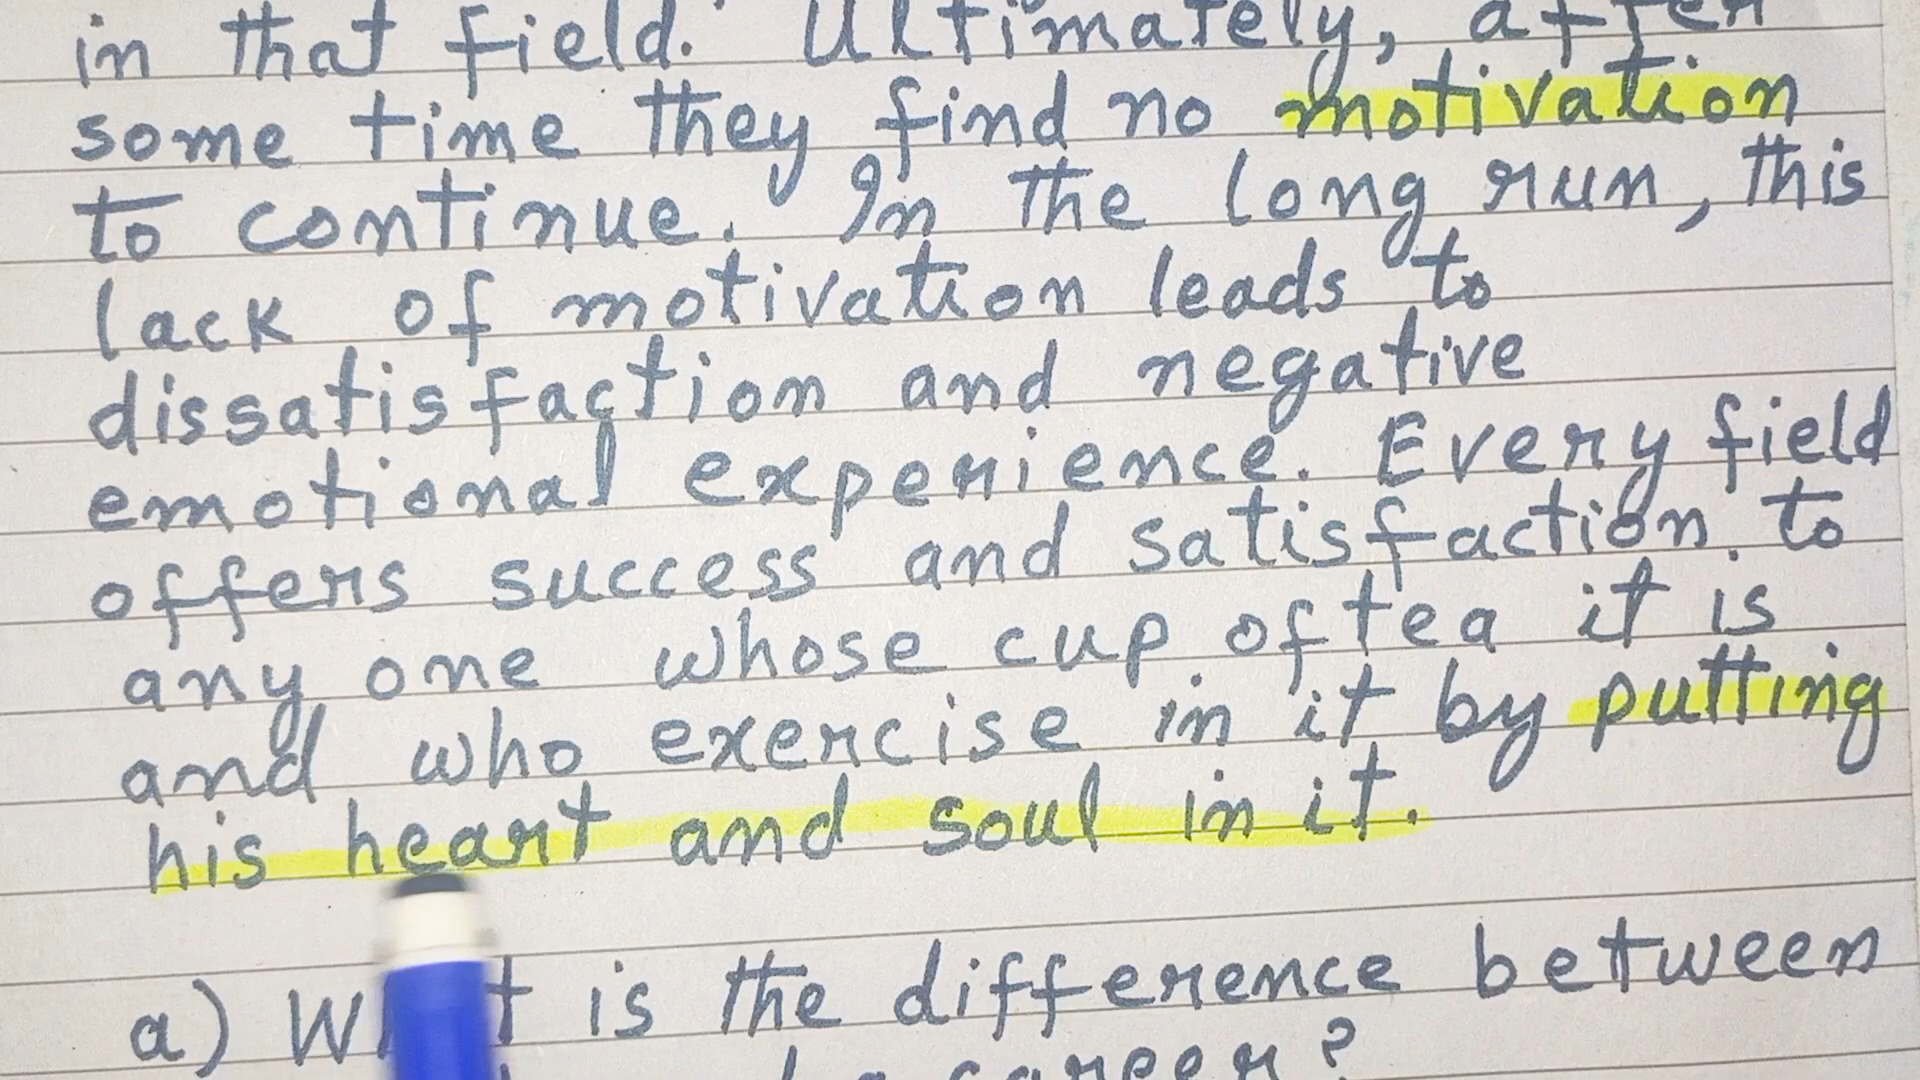 in that field. Ultimately, after
some time they find no motivation
to continue. In the long run, this
lack of motivation leads to
dissatisfaction and negative
emotional experience. Every field
offers success and satisfaction to
any one whose cup of tea it is
and who exercise in it by putting
his heart and soul in it.
a) What is the difference between
career?